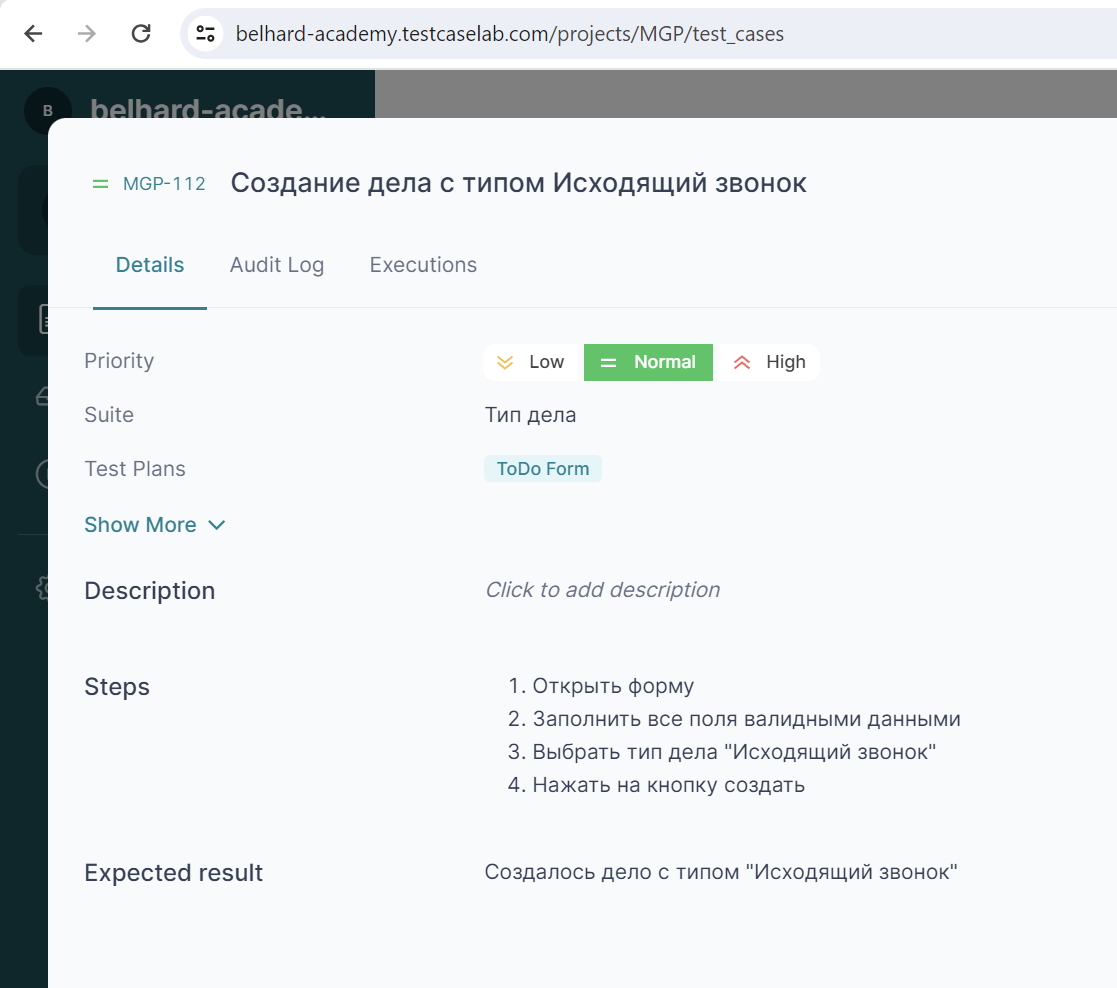 belhard-academy.testcaselab.com/projects/MGP/test_cases
B belhard-acade...
MGP-112 Создание дела с типом Исходящий звонок
Details Audit Log Executions
Priority Low Normal High
Suite Тип дела
Test Plans ToDo Form
Show More
Description Click to add description
Steps 1. Открыть форму
2. Заполнить все поля валидными данными
3. Выбрать тип дела "Исходящий звонок"
4. Нажать на кнопку создать
Expected result Создалось дело с типом "Исходящий звонок"